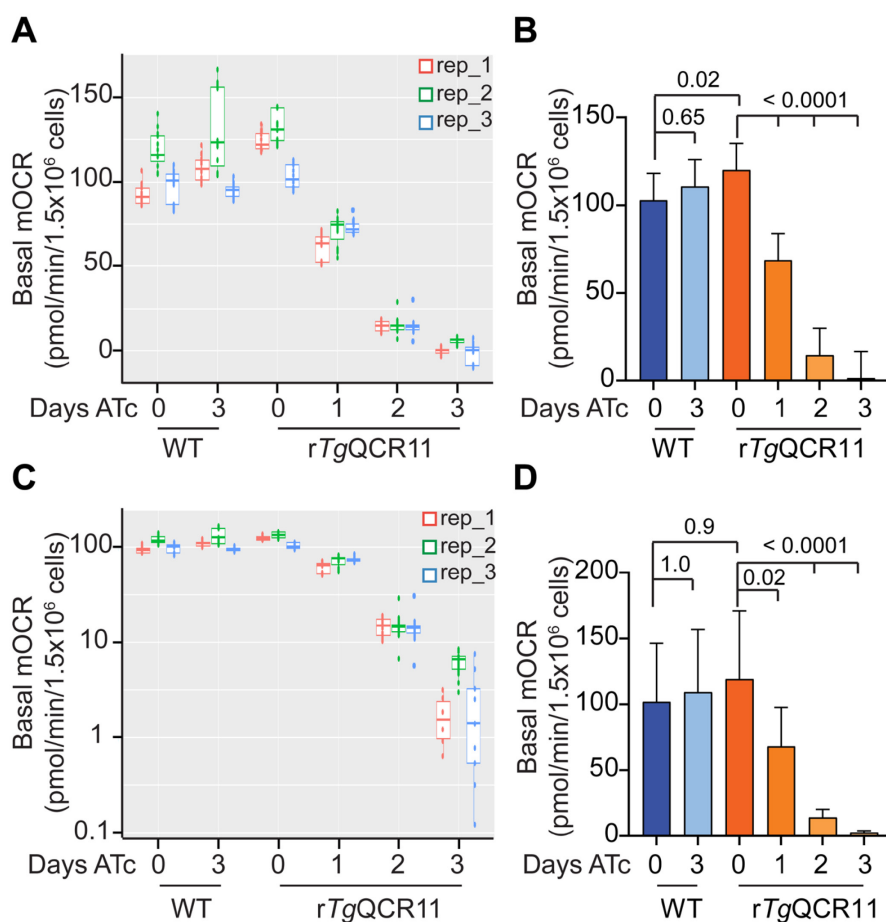 A
Basal mOCR
(pmol/min/1.5x10⁶ cells)
150
100
50
0
rep_1
rep_2
rep_3
Days ATc 0 3 0 1 2 3
WT rTgQCR11
B
Basal mOCR
(pmol/min/1.5x10⁶ cells)
150
100
50
0
0.02
< 0.0001
0.65
0 3 0 1 2 3
WT rTgQCR11
C
Basal mOCR
(pmol/min/1.5x10⁶ cells)
100
10
1
0.1
rep_1
rep_2
rep_3
Days ATc 0 3 0 1 2 3
WT rTgQCR11
D
Basal mOCR
(pmol/min/1.5x10⁶ cells)
200
150
100
50
0
0.9
< 0.0001
1.0
0.02
0 3 0 1 2 3
WT rTgQCR11